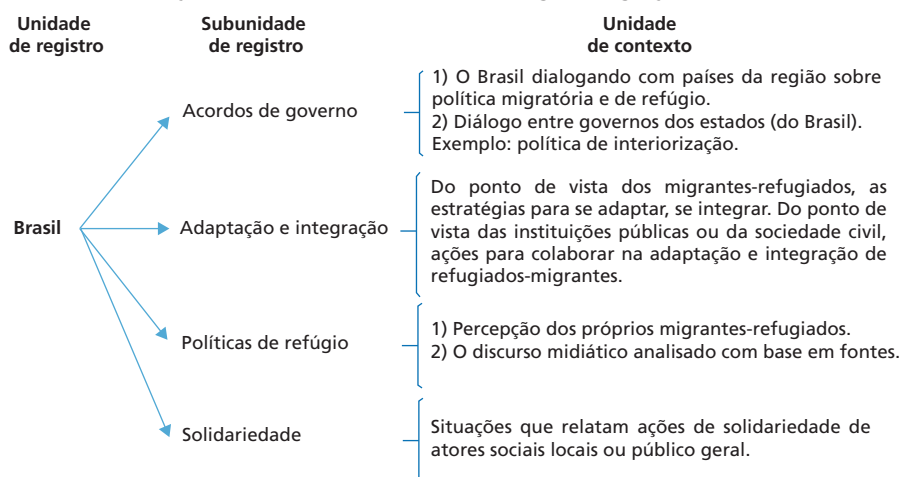 Unidade
de registro
Subunidade
de registro
Unidade
de contexto
Brasil
Acordos de governo
1) O Brasil dialogando com países da região sobre
política migratória e de refúgio.
2) Diálogo entre governos dos estados (do Brasil).
Exemplo: política de interiorização.
Adaptação e integração
Do ponto de vista dos migrantes-refugiados, as
estratégias para se adaptar, se integrar. Do ponto de
vista das instituições públicas ou da sociedade civil,
ações para colaborar na adaptação e integração de
refugiados-migrantes.
Políticas de refúgio
1) Percepção dos próprios migrantes-refugiados.
2) O discurso midiático analisado com base em fontes.
Solidariedade
Situações que relatam ações de solidariedade de
atores sociais locais ou público geral.